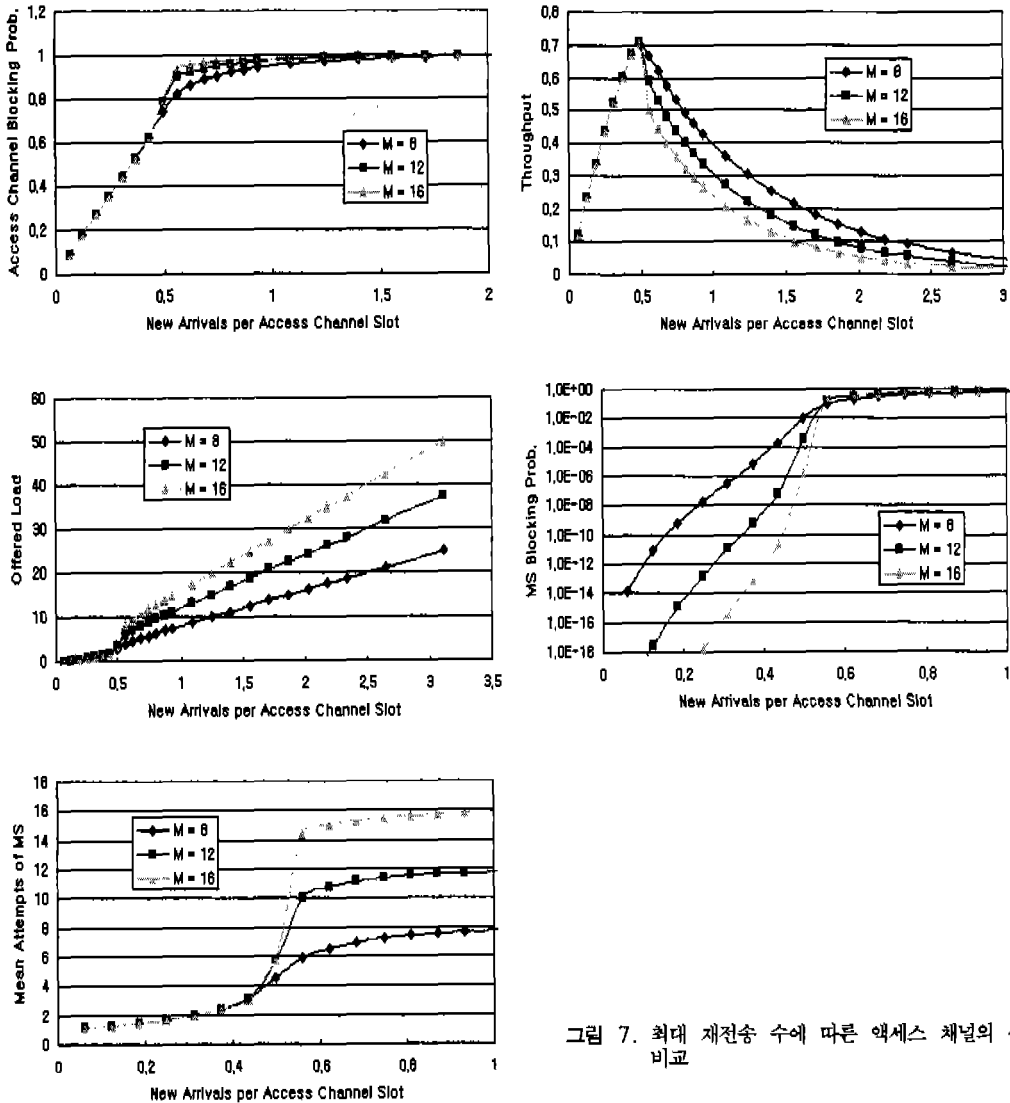 Access Channel Blocking Prob.
1,2
1
0,8
0,6
0,4
0,2
0
0
0,5
1
1,5
2
M = 8
M = 12
M = 16
New Arrivals per Access Channel Slot
Throughput
0,8
0,7
0,6
0,5
0,4
0,3
0,2
0,1
0
0
0,5
1
1,5
2
2,5
3
M = 8
M = 12
M = 16
New Arrivals per Access Channel Slot
Offered Load
60
50
40
30
20
10
0
0
0,5
1
1,5
2
2,5
3
3,5
M = 8
M = 12
M = 16
New Arrivals per Access Channel Slot
MS Blocking Prob.
1,0E+00
1,0E-02
1,0E-04
1,0E-06
1,0E-08
1,0E-10
1,0E-12
1,0E-14
1,0E-16
1,0E-18
0
0,2
0,4
0,6
0,8
1
M = 8
M = 12
M = 16
New Arrivals per Access Channel Slot
Mean Attempts of MS
18
16
14
12
10
8
6
4
2
0
0
0,2
0,4
0,6
0,8
1
M = 8
M = 12
M = 16
New Arrivals per Access Channel Slot
그림 7. 최대 재전송 수에 따른 액세스 채널의
비교